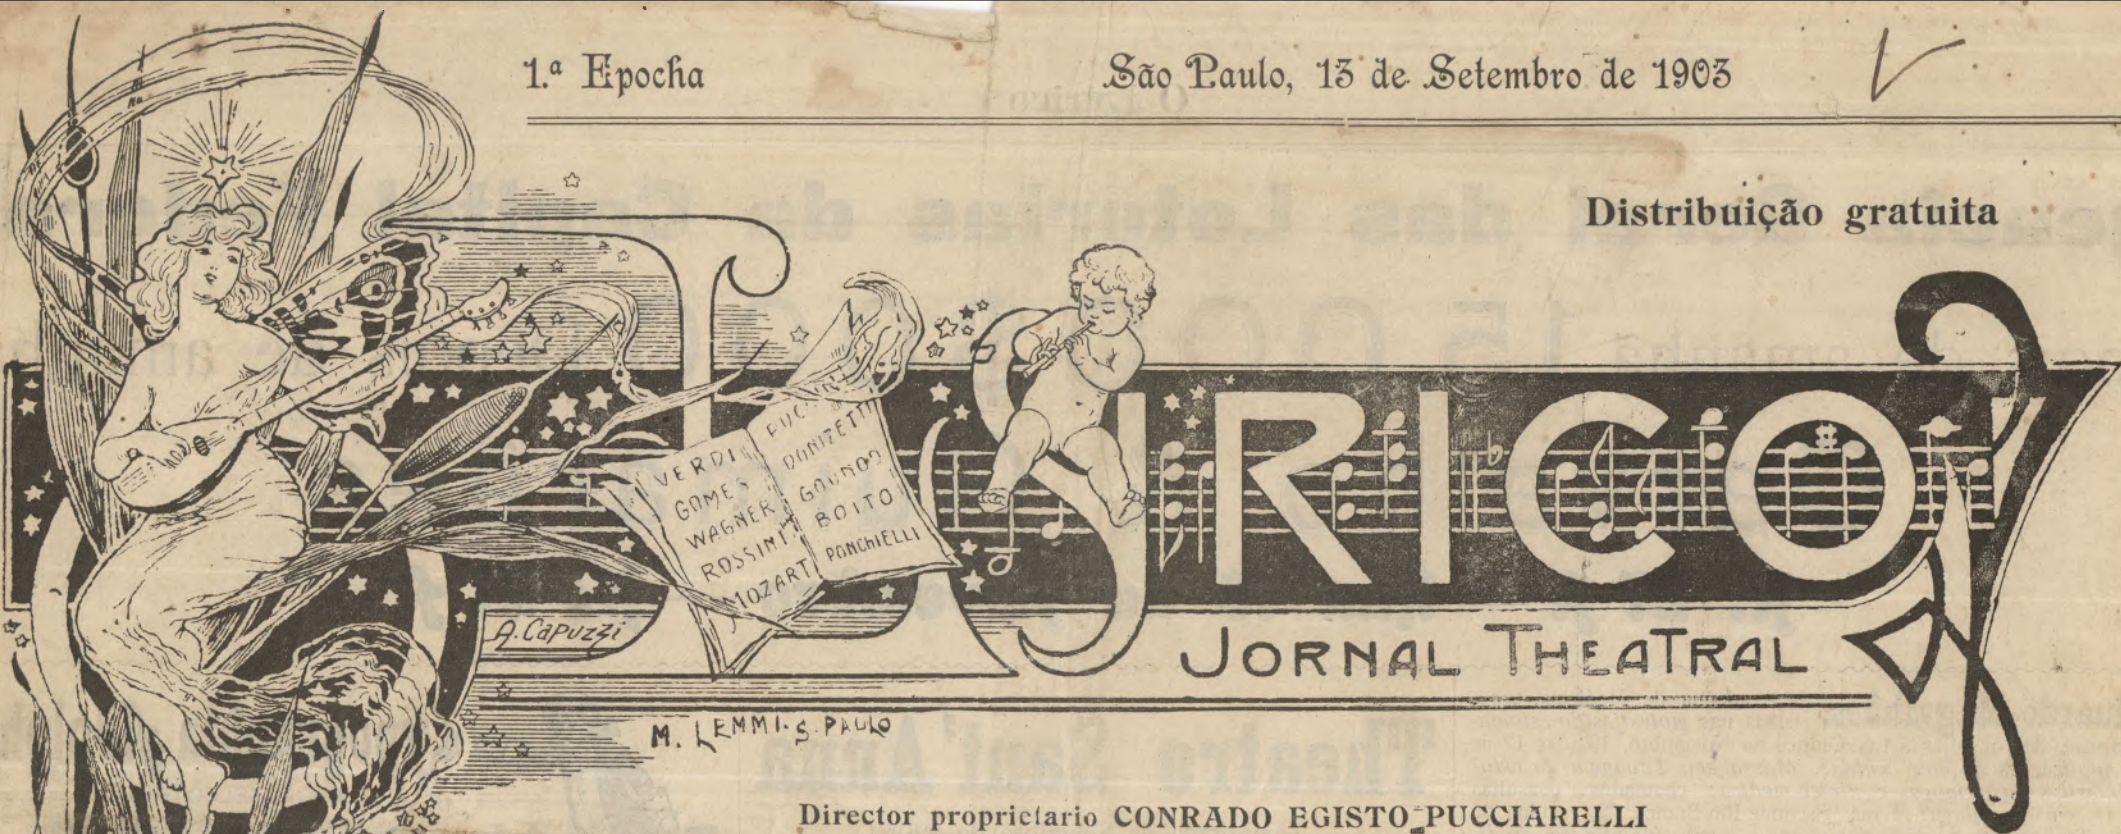 1.ª Epocha
São Paulo, 13 de Setembro de 1903
Distribuição gratuita
O LYRICO
VERDI
GOMES
WAGNER
ROSSINI
MOZART
DONIZETTI
GOUNOD
BOITO
PONCHIELLI
A. Capuzzi
JORNAL THEATRAL
M. LEMMI. S. PAULO
Director proprietario CONRADO EGISTO PUCCIARELLI